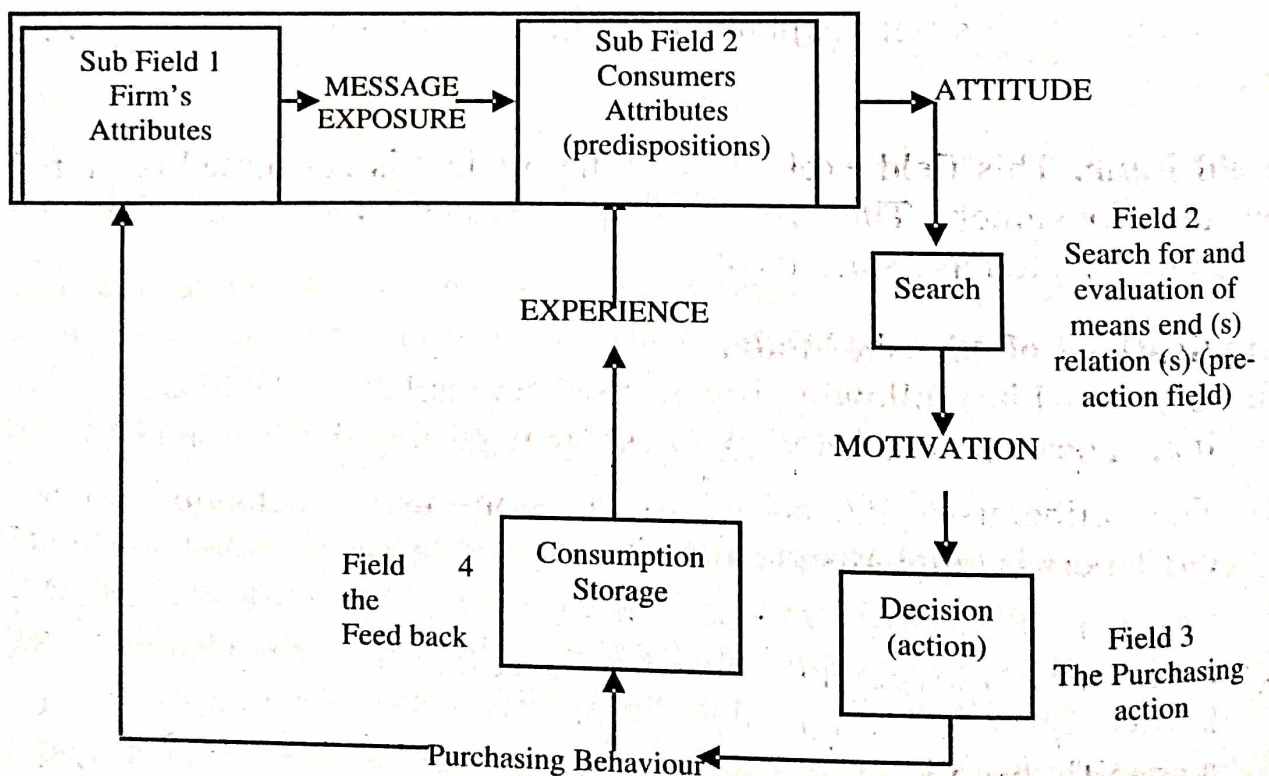 Sub Field 1
Firm's
Attributes
MESSAGE
EXPOSURE
Sub Field 2
Consumers
Attributes
(predispositions)
ATTITUDE
Search
Field 2
Search for and
evaluation of
means end (s)
relation (s) (pre-
action field)
EXPERIENCE
MOTIVATION
Field 4
the
Feed back
Consumption
Storage
Decision
(action)
Field 3
The Purchasing
action
Purchasing Behaviour